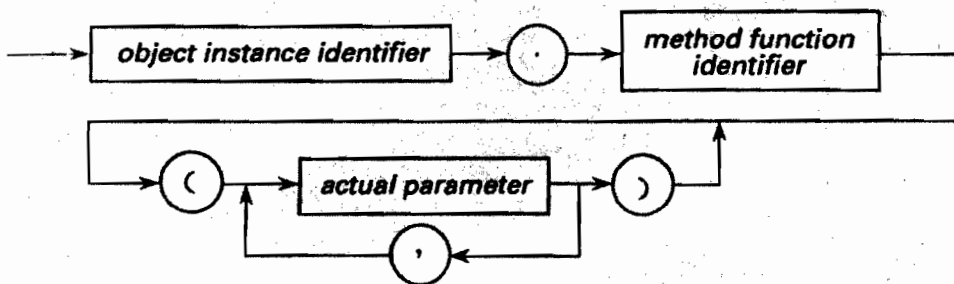 object instance identifier . method function
identifier
( actual parameter )
,